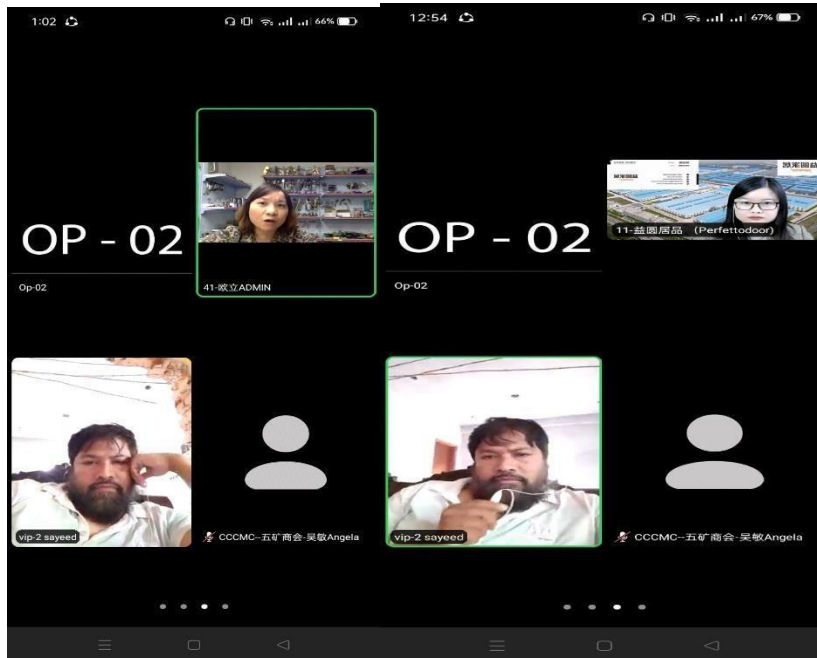 1:02
66%
OP - 02
Op-02
41-欧立ADMIN
vip-2 sayeed
CCCMC--五矿商会-吴敏Angela
12:54
67%
OP - 02
Op-02
11-益圆居品 （Perfettodoor）
vip-2 sayeed
CCCMC--五矿商会-吴敏Angela